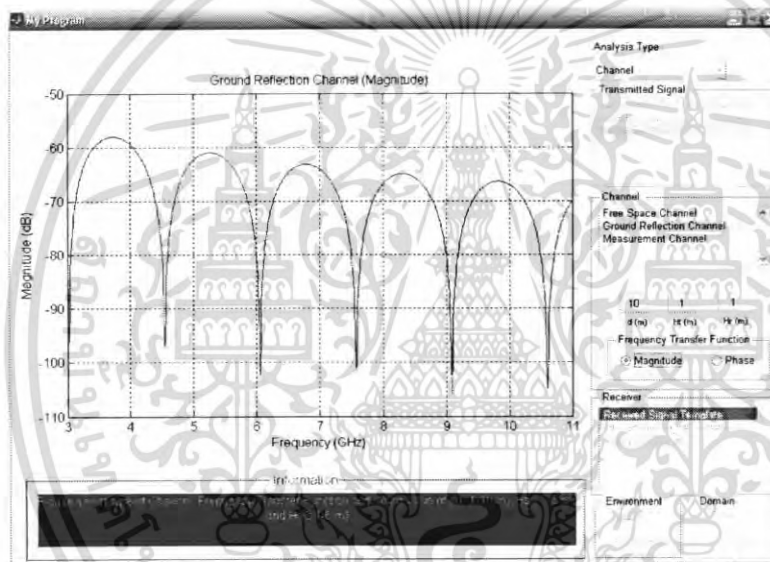 My Program
Analysis Type
Channel
Transmitted Signal
Ground Reflection Channel (Magnitude)
-50
-60
-70
-80
-90
-100
-110
Magnitude (dB)
3 4 5 6 7 8 9 10 11
Frequency (GHz)
Channel
Free Space Channel
Ground Reflection Channel
Measurement Channel
10 1 1
d (m) Ht (m) Hr (m)
Frequency Transfer Function
Magnitude Phase
Receiver
Received Signal Template
Information
Environment Domain